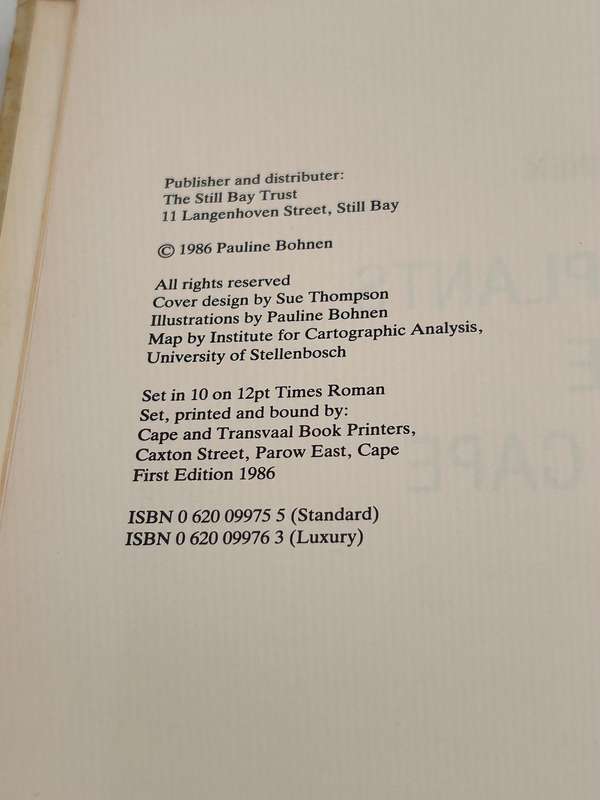 Publisher and distributer:
The Still Bay Trust
11 Langenhoven Street, Still Bay
© 1986 Pauline Bohnen
All rights reserved
Cover design by Sue Thompson
Illustrations by Pauline Bohnen
Map by Institute for Cartographic Analysis,
University of Stellenbosch
Set in 10 on 12pt Times Roman
Set, printed and bound by:
Cape and Transvaal Book Printers,
Caxton Street, Parow East, Cape
First Edition 1986
ISBN 0 620 09975 5 (Standard)
ISBN 0 620 09976 3 (Luxury)